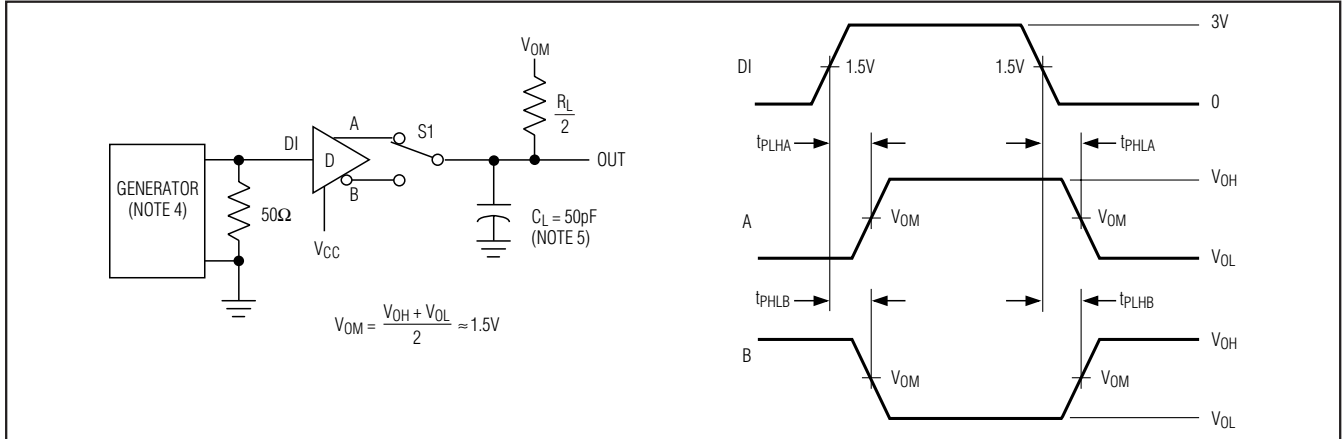 GENERATOR
(NOTE 4)
50Ω
DI
D
A
B
VCC
S1
VOM
RL
2
OUT
CL = 50pF
(NOTE 5)
VOM = VOH + VOL
2
≈ 1.5V
DI
1.5V
1.5V
3V
0
tPLHA
tPHLA
A
VOM
VOM
VOH
VOL
tPHLB
tPLHB
B
VOM
VOM
VOH
VOL